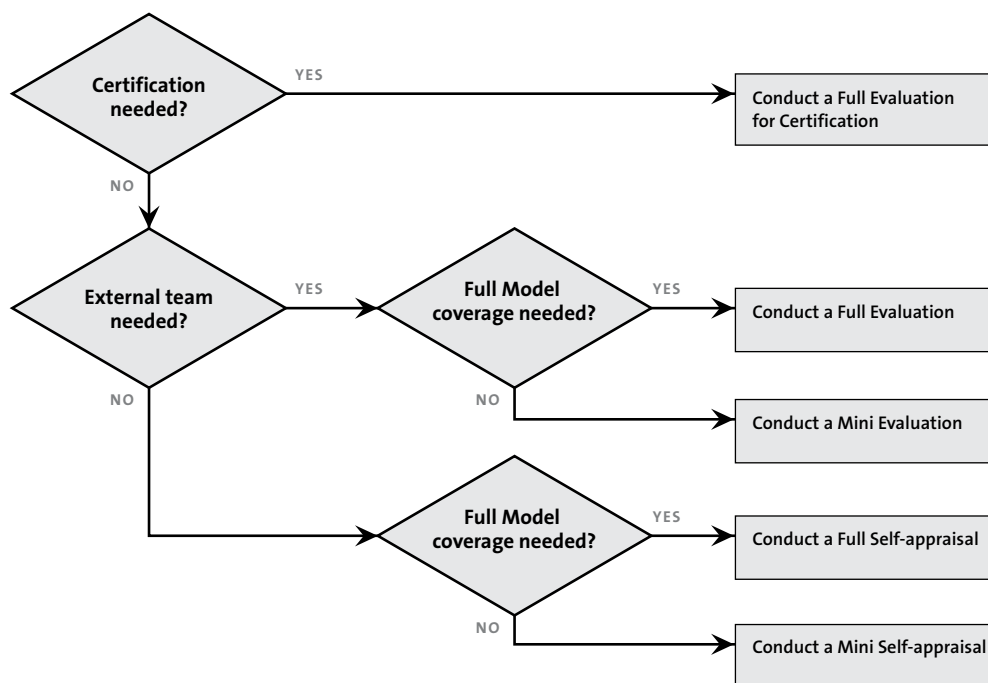 Certification
needed?
YES
Conduct a Full Evaluation
for Certification
NO
External team
needed?
YES
Full Model
coverage needed?
YES
Conduct a Full Evaluation
NO
Conduct a Mini Evaluation
NO
Full Model
coverage needed?
YES
Conduct a Full Self-appraisal
NO
Conduct a Mini Self-appraisal